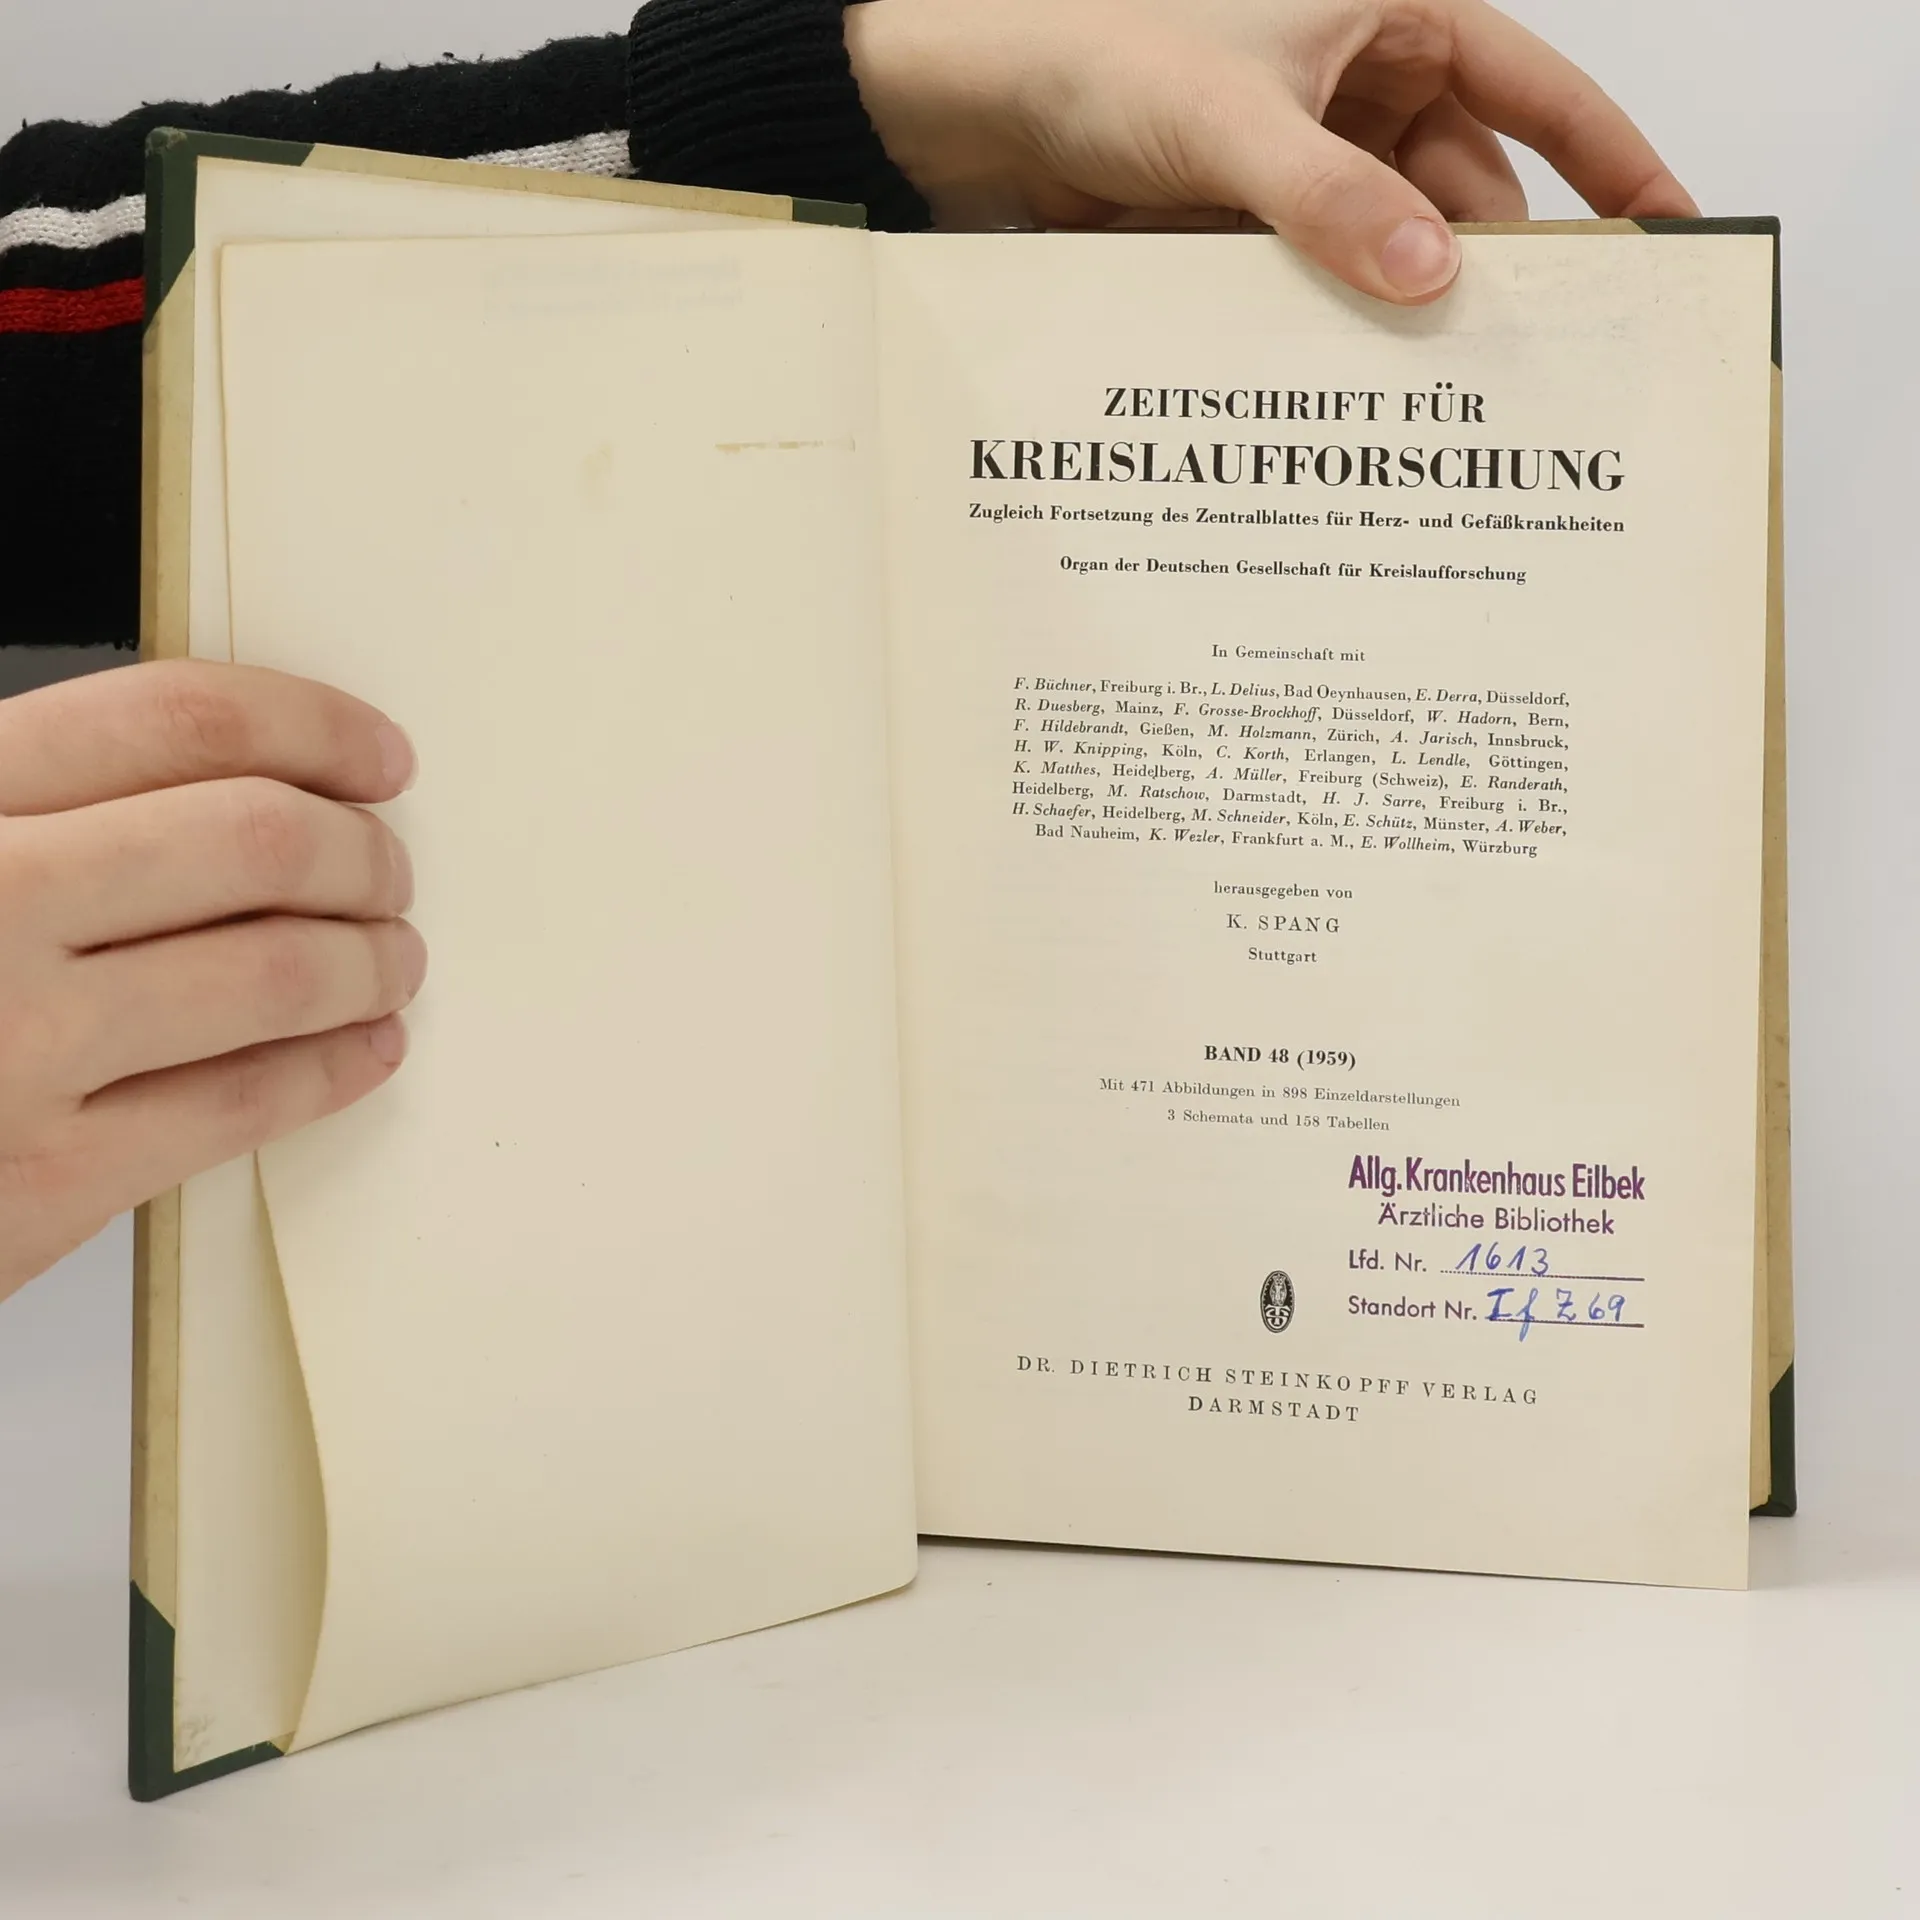 ZEITSCHRIFT FÜR
KREISLAUFFORSCHUNG
Zugleich Fortsetzung des Zentralblattes für Herz- und Gefäßkrankheiten
Organ der Deutschen Gesellschaft für Kreislaufforschung
In Gemeinschaft mit
F. Büchner, Freiburg i. Br., L. Delius, Bad Oeynhausen, E. Derra, Düsseldorf,
R. Duesberg, Mainz, F. Grosse-Brockhoff, Düsseldorf, W. Hadorn, Bern,
F. Hildebrandt, Gießen, M. Holzmann, Zürich, A. Jarisch, Innsbruck,
H. W. Knipping, Köln, C. Korth, Erlangen, L. Lendle, Göttingen,
K. Matthes, Heidelberg, A. Müller, Freiburg (Schweiz), E. Randerath,
Heidelberg, M. Ratschow, Darmstadt, H. J. Sarre, Freiburg i. Br.,
H. Schaefer, Heidelberg, M. Schneider, Köln, E. Schütz, Münster, A. Weber,
Bad Nauheim, K. Wezler, Frankfurt a. M., E. Wollheim, Würzburg
herausgegeben von
K. SPANG
Stuttgart
BAND 48 (1959)
Mit 471 Abbildungen in 898 Einzeldarstellungen
3 Schemata und 158 Tabellen
Allg. Krankenhaus Eilbek
Ärztliche Bibliothek
Lfd. Nr. 1613
Standort Nr. If Z 69
DR. DIETRICH STEINKOPFF VERLAG
DARMSTADT